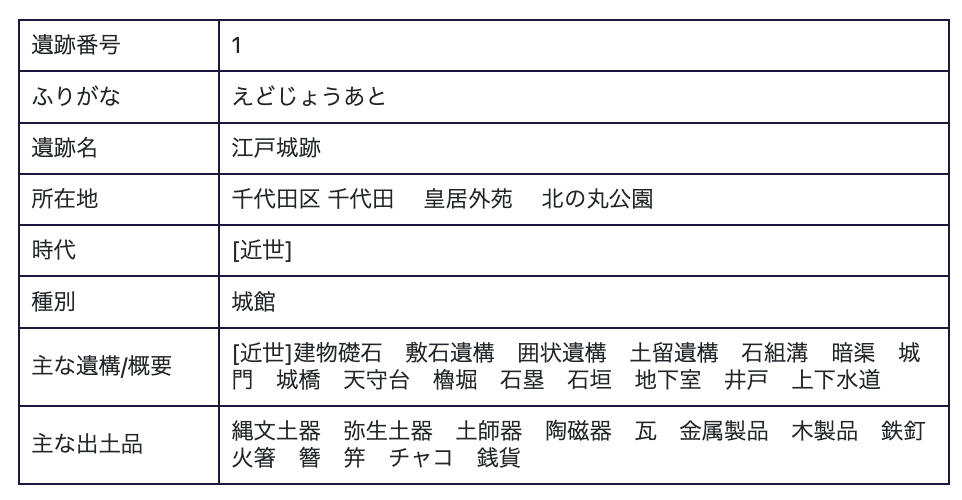 遺跡番号 1
ふりがな えどじょうあと
遺跡名 江戸城跡
所在地 千代田区 千代田　皇居外苑　北の丸公園
時代 [近世]
種別 城館
主な遺構/概要 [近世]建物礎石　敷石遺構　囲状遺構　土留遺構　石組溝　暗渠　城
門　城橋　天守台　櫓堀　石塁　石垣　地下室　井戸　上下水道
主な出土品 縄文土器　弥生土器　土師器　陶磁器　瓦　金属製品　木製品　鉄釘
火箸　簪　笄　チャコ　銭貨